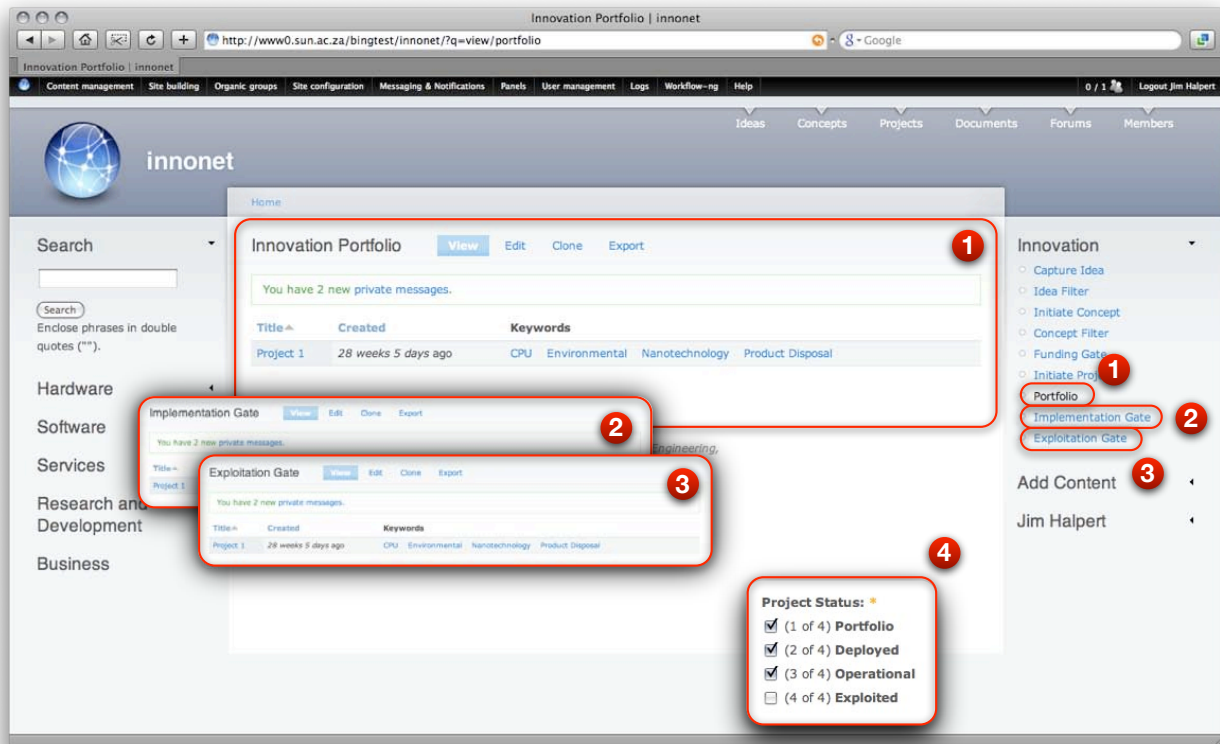 Innovation Portfolio | innonet
http://www0.sun.ac.za/bingtest/innonet/?q=view/portfolio
Google
Innovation Portfolio | innonet
Content management Site building Organic groups Site configuration Messaging & Notifications Panels User management Logs Workflow-ng Help 0 / 1 Logout Jim Halpert
Ideas Concepts Projects Documents Forums Members
innonet
Home
Search
Search
Enclose phrases in double
quotes ("").
Hardware
Software
Services
Research and
Development
Business
Innovation Portfolio View Edit Clone Export
1
You have 2 new private messages.
Title Created Keywords
Project 1 28 weeks 5 days ago CPU Environmental Nanotechnology Product Disposal
Engineering,
Implementation Gate View Edit Clone Export
2
You have 2 new private messages.
Title
Project 1
Exploitation Gate View Edit Clone Export
3
You have 2 new private messages.
Title Created Keywords
Project 1 28 weeks 5 days ago CPU Environmental Nanotechnology Product Disposal
4
Project Status: *
(1 of 4) Portfolio
(2 of 4) Deployed
(3 of 4) Operational
(4 of 4) Exploited
Innovation
Capture Idea
Idea Filter
Initiate Concept
Concept Filter
Funding Gate
Initiate Proj
1
Portfolio
Implementation Gate
2
Exploitation Gate
3
Add Content
Jim Halpert